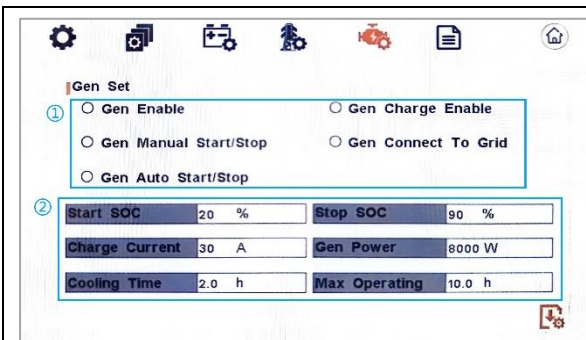 Gen Set
① Gen Enable Gen Charge Enable
Gen Manual Start/Stop Gen Connect To Grid
Gen Auto Start/Stop
② Start SOC 20 % Stop SOC 90 %
Charge Current 30 A Gen Power 8000 W
Cooling Time 2.0 h Max Operating 10.0 h